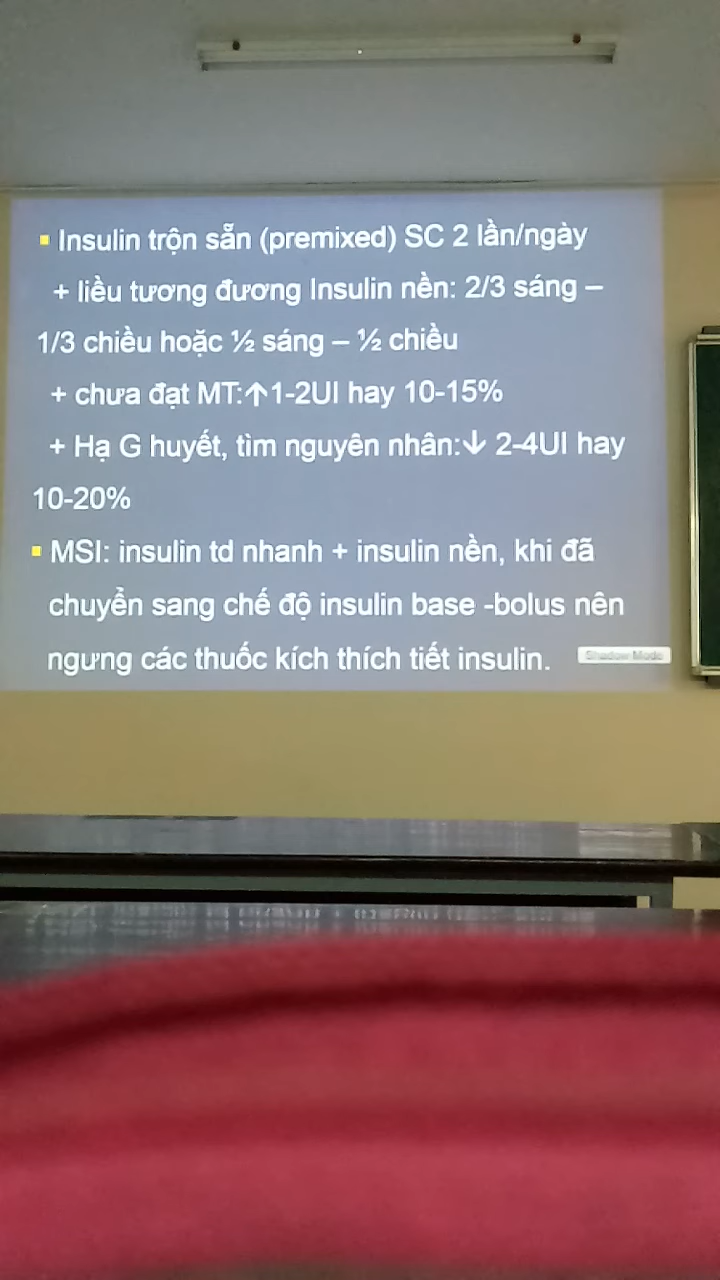 ▪ Insulin trộn sẵn (premixed) SC 2 lần/ngày
+ liều tương đương Insulin nền: 2/3 sáng –
1/3 chiều hoặc ½ sáng – ½ chiều
+ chưa đạt MT:↑1-2UI hay 10-15%
+ Hạ G huyết, tìm nguyên nhân:↓ 2-4UI hay
10-20%
▪ MSI: insulin td nhanh + insulin nền, khi đã
chuyển sang chế độ insulin base -bolus nên
ngưng các thuốc kích thích tiết insulin.
Shadow Mode